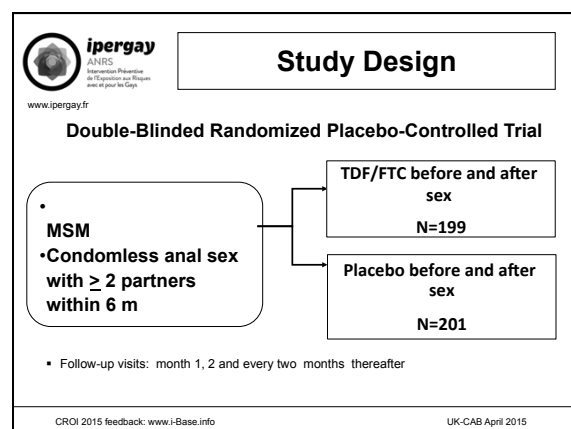 ipergay
ANRS
Intervention Préventive
de l'Exposition aux Risques
avec et pour les Gays
www.ipergay.fr
Study Design
Double-Blinded Randomized Placebo-Controlled Trial
•
MSM
•Condomless anal sex
with > 2 partners
within 6 m
TDF/FTC before and after
sex
N=199
Placebo before and after
sex
N=201
▪ Follow-up visits: month 1, 2 and every two months thereafter
CROI 2015 feedback: www.i-Base.info
UK-CAB April 2015